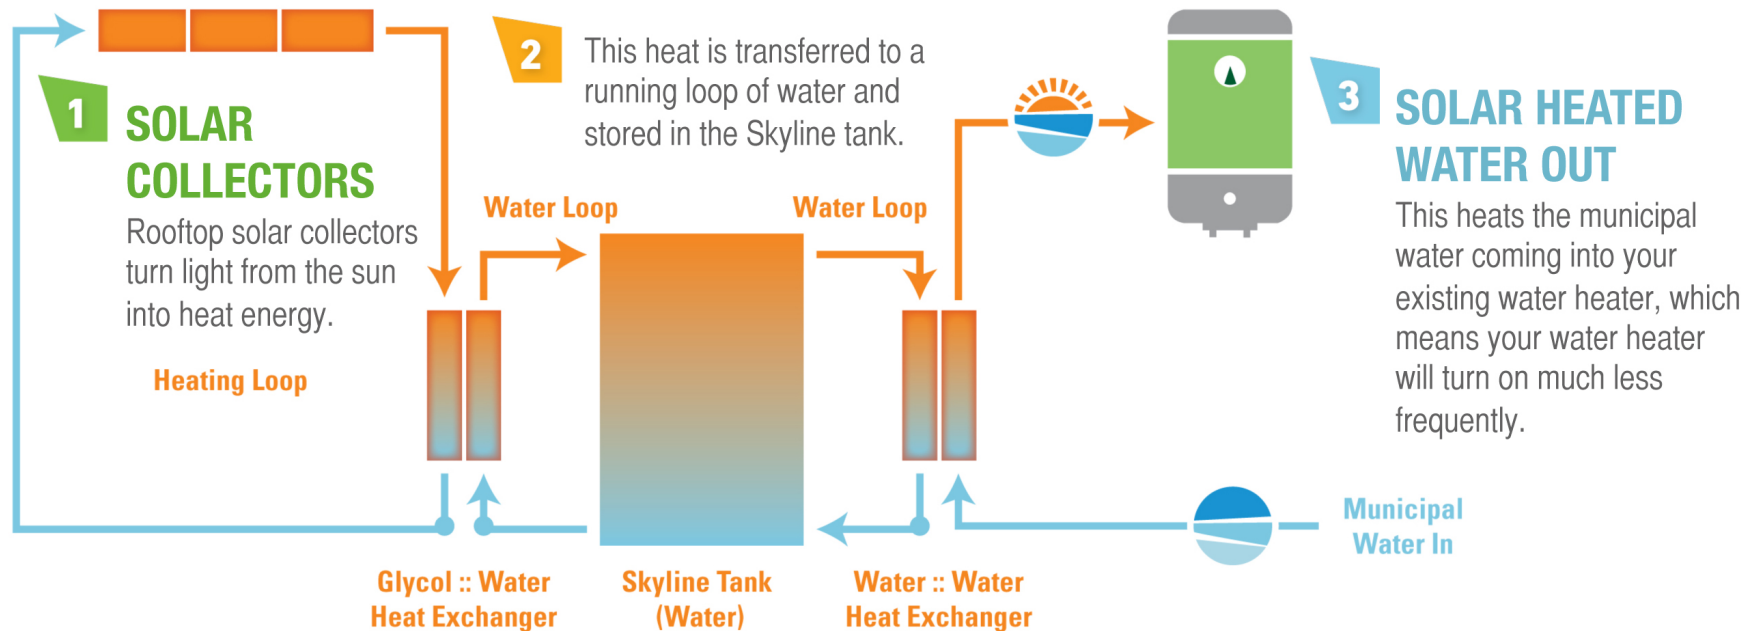 1
SOLAR
COLLECTORS
Rooftop solar collectors
turn light from the sun
into heat energy.
Heating Loop
2
This heat is transferred to a
running loop of water and
stored in the Skyline tank.
Water Loop
Water Loop
3
SOLAR HEATED
WATER OUT
This heats the municipal
water coming into your
existing water heater, which
means your water heater
will turn on much less
frequently.
Municipal
Water In
Glycol :: Water
Heat Exchanger
Skyline Tank
(Water)
Water :: Water
Heat Exchanger